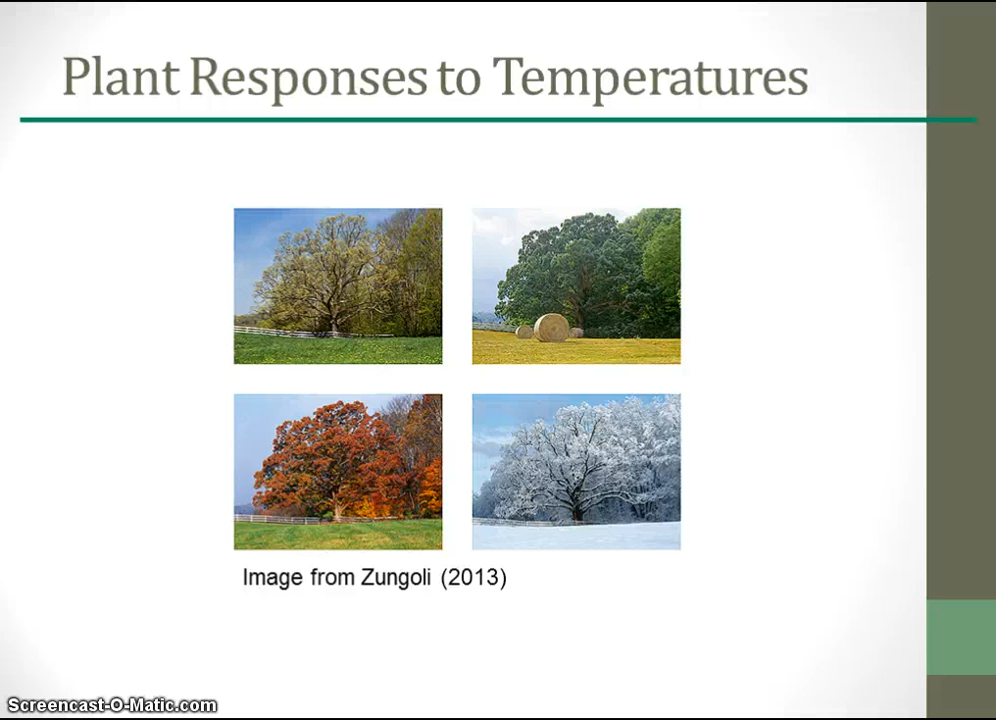 Plant Responses to Temperatures
Image from Zungoli (2013)
Screencast-O-Matic.com